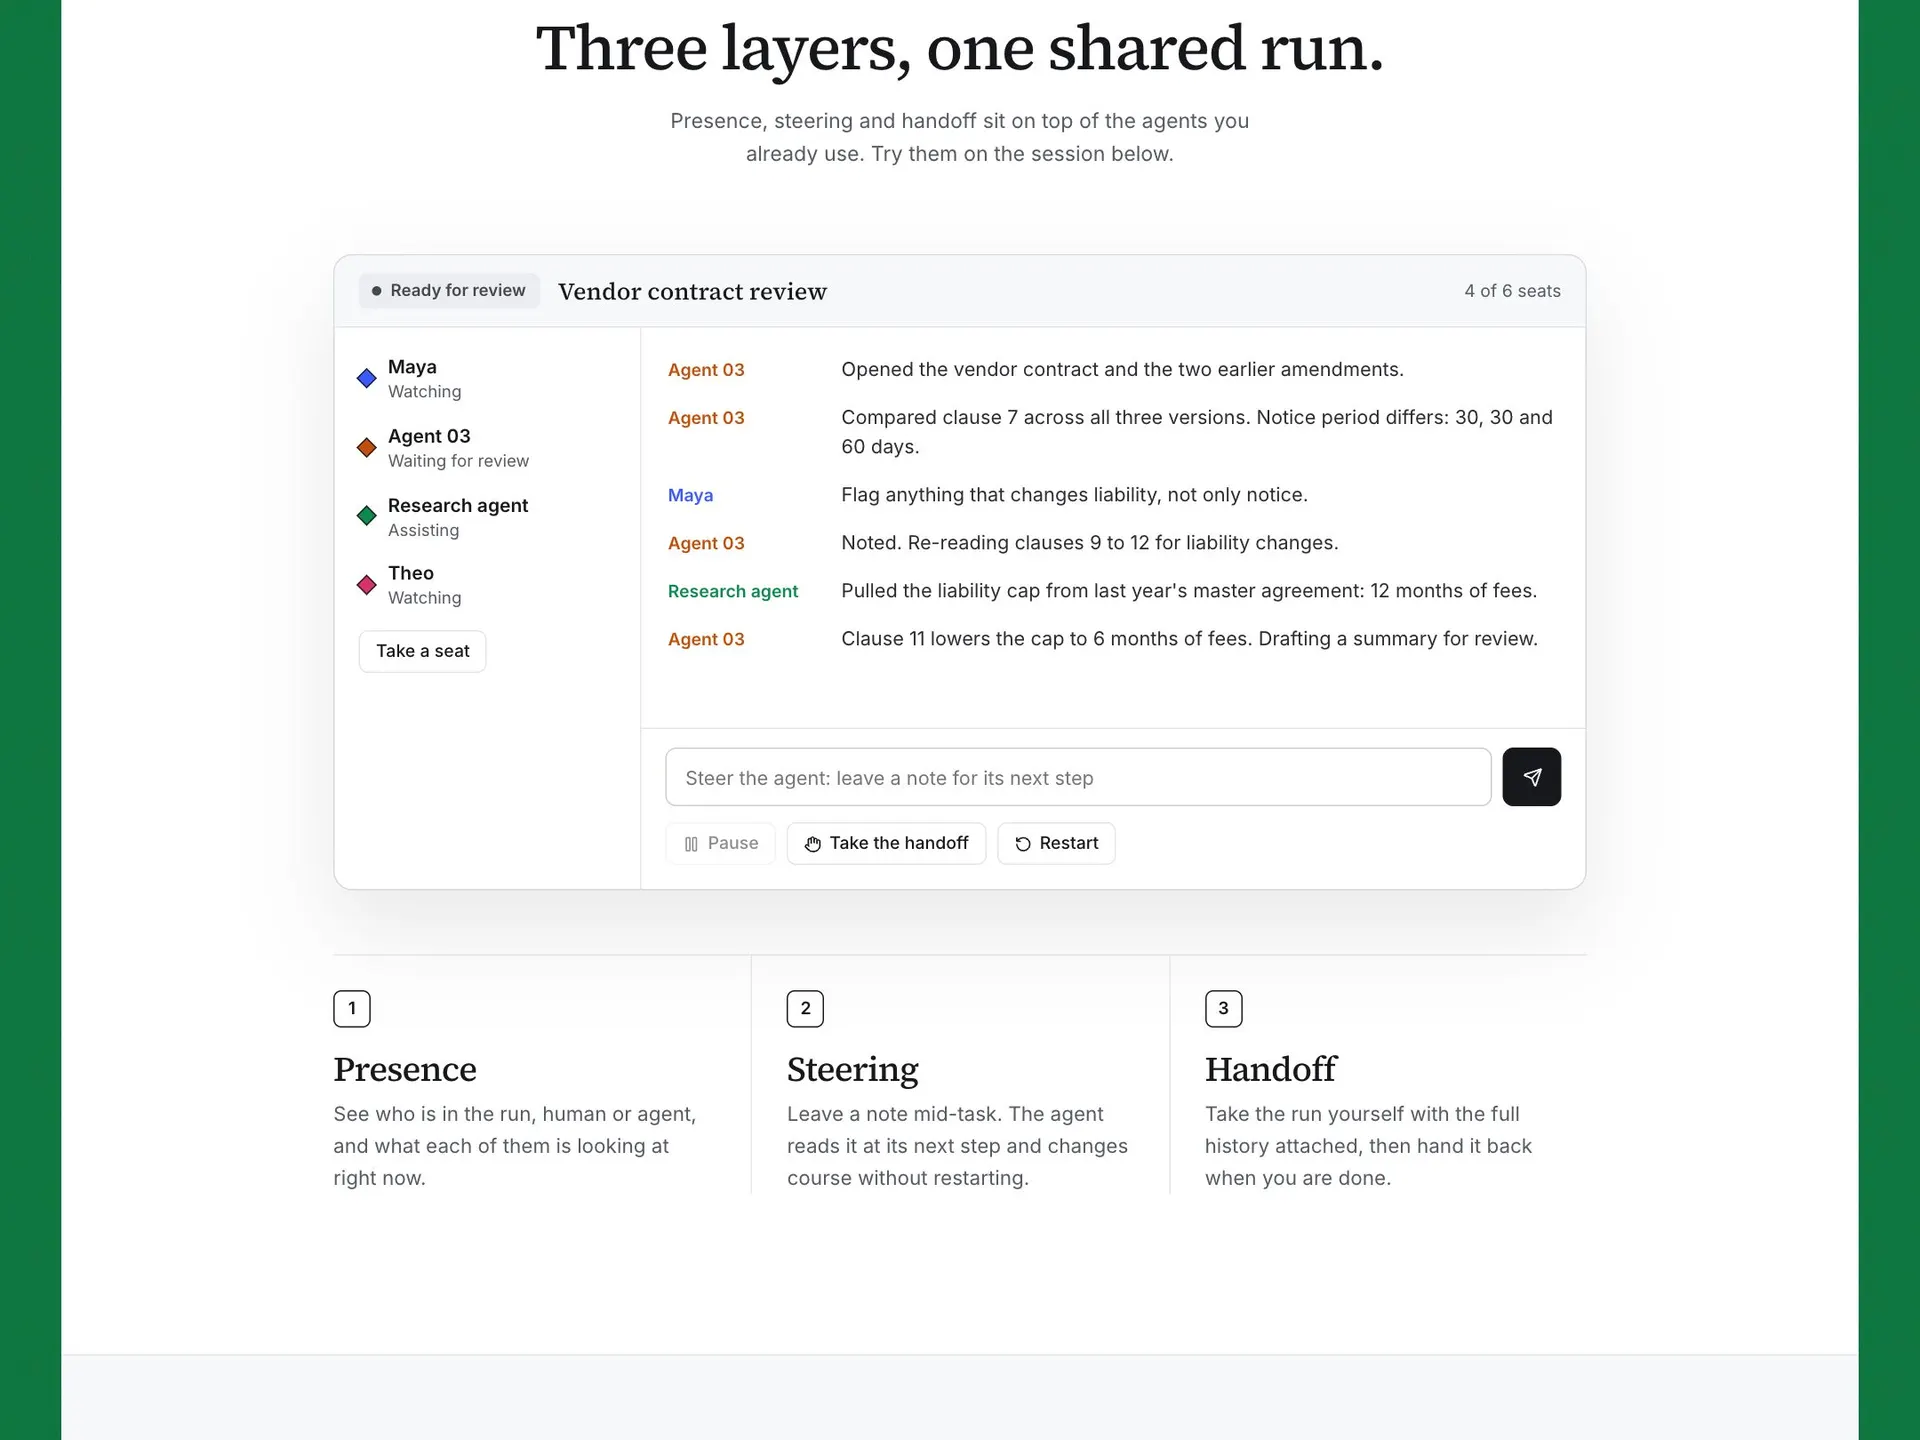 Three layers, one shared run.
Presence, steering and handoff sit on top of the agents you
already use. Try them on the session below.
Ready for review
Vendor contract review
4 of 6 seats
Maya
Watching
Agent 03
Waiting for review
Research agent
Assisting
Theo
Watching
Take a seat
Agent 03
Opened the vendor contract and the two earlier amendments.
Agent 03
Compared clause 7 across all three versions. Notice period differs: 30, 30 and
60 days.
Maya
Flag anything that changes liability, not only notice.
Agent 03
Noted. Re-reading clauses 9 to 12 for liability changes.
Research agent
Pulled the liability cap from last year's master agreement: 12 months of fees.
Agent 03
Clause 11 lowers the cap to 6 months of fees. Drafting a summary for review.
Steer the agent: leave a note for its next step
Pause
Take the handoff
Restart
1
Presence
See who is in the run, human or agent,
and what each of them is looking at
right now.
2
Steering
Leave a note mid-task. The agent
reads it at its next step and changes
course without restarting.
3
Handoff
Take the run yourself with the full
history attached, then hand it back
when you are done.